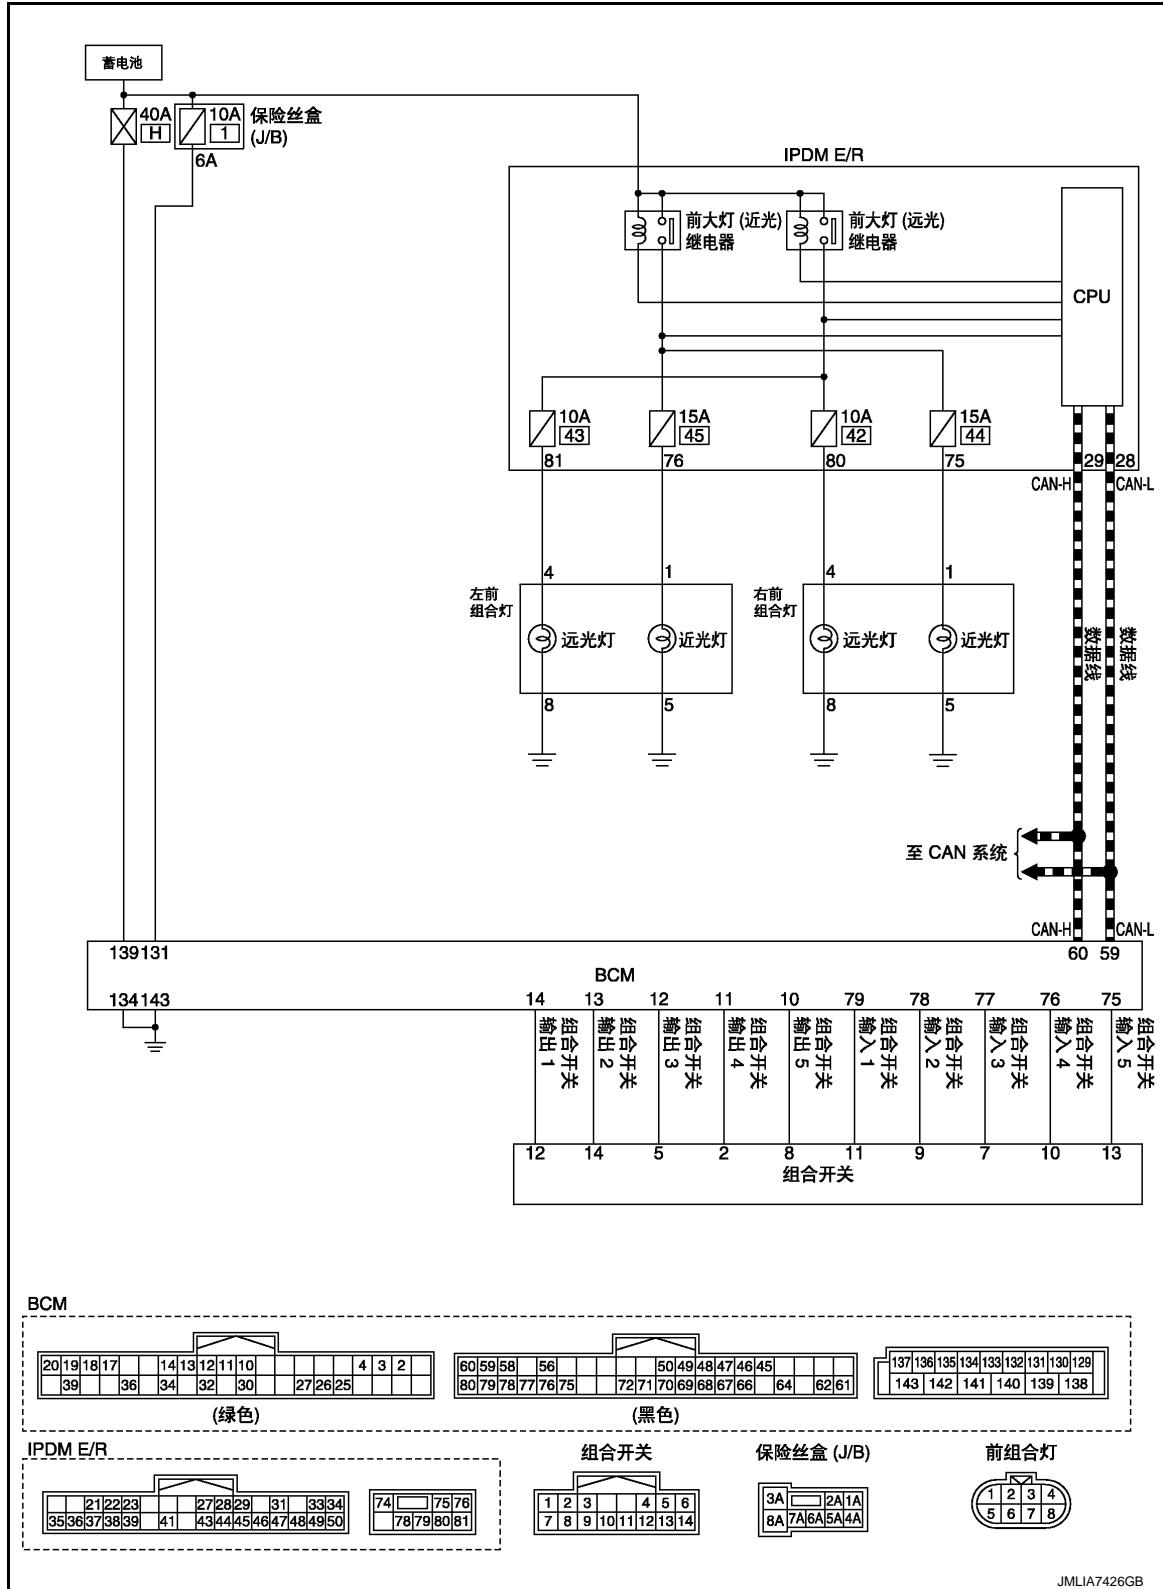 蓄电池
40A
H
10A
1
保险丝盒
(J/B)
6A
IPDM E/R
前大灯 (近光)
继电器
前大灯 (远光)
继电器
CPU
10A
43
15A
45
10A
42
15A
44
81
76
80
75
29
28
CAN-H
CAN-L
4
1
4
1
左前
组合灯
远光灯
近光灯
右前
组合灯
远光灯
近光灯
8
5
8
5
数据线
数据线
至 CAN 系统
CAN-H
CAN-L
139 131
60 59
BCM
134 143
14 13 12 11 10 79 78 77 76 75
组合开关
输出 1
组合开关
输出 2
组合开关
输出 3
组合开关
输出 4
组合开关
输出 5
组合开关
输入 1
组合开关
输入 2
组合开关
输入 3
组合开关
输入 4
组合开关
输入 5
12 14 5 2 8 11 9 7 10 13
组合开关
BCM
20 19 18 17 14 13 12 11 10 4 3 2
39 36 34 32 30 27 26 25
(绿色)
60 59 58 56 50 49 48 47 46 45
80 79 78 77 76 75 72 71 70 69 68 67 66 64 62 61
(黑色)
137 136 135 134 133 132 131 130 129
143 142 141 140 139 138
IPDM E/R
21 22 23 27 28 29 31 33 34
35 36 37 38 39 41 43 44 45 46 47 48 49 50
74 75 76
78 79 80 81
组合开关
1 2 3 4 5 6
7 8 9 10 11 12 13 14
保险丝盒 (J/B)
3A 2A 1A
8A 7A 6A 5A 4A
前组合灯
1 2 3 4
5 6 7 8
JMLIA7426GB